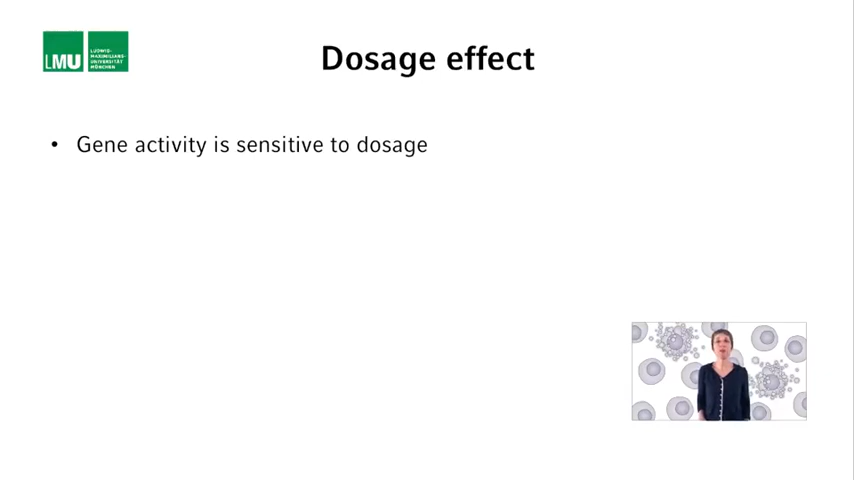 LMU
LUDWIG-
MAXIMILIANS-
UNIVERSITÄT
MÜNCHEN
Dosage effect
• Gene activity is sensitive to dosage